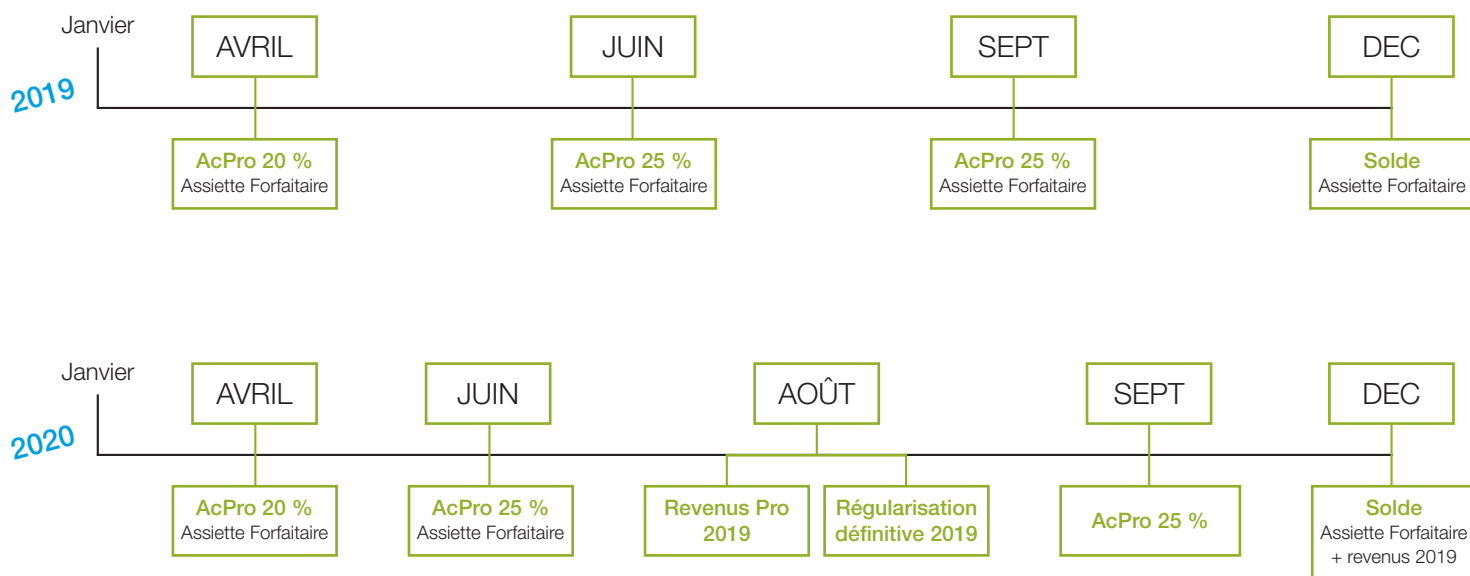 Janvier
2019
AVRIL
JUIN
SEPT
DEC
AcPro 20 %
Assiette Forfaitaire
AcPro 25 %
Assiette Forfaitaire
AcPro 25 %
Assiette Forfaitaire
Solde
Assiette Forfaitaire
Janvier
2020
AVRIL
JUIN
AOÛT
SEPT
DEC
AcPro 20 %
Assiette Forfaitaire
AcPro 25 %
Assiette Forfaitaire
Revenus Pro
2019
Régularisation
définitive 2019
AcPro 25 %
Solde
Assiette Forfaitaire
+ revenus 2019